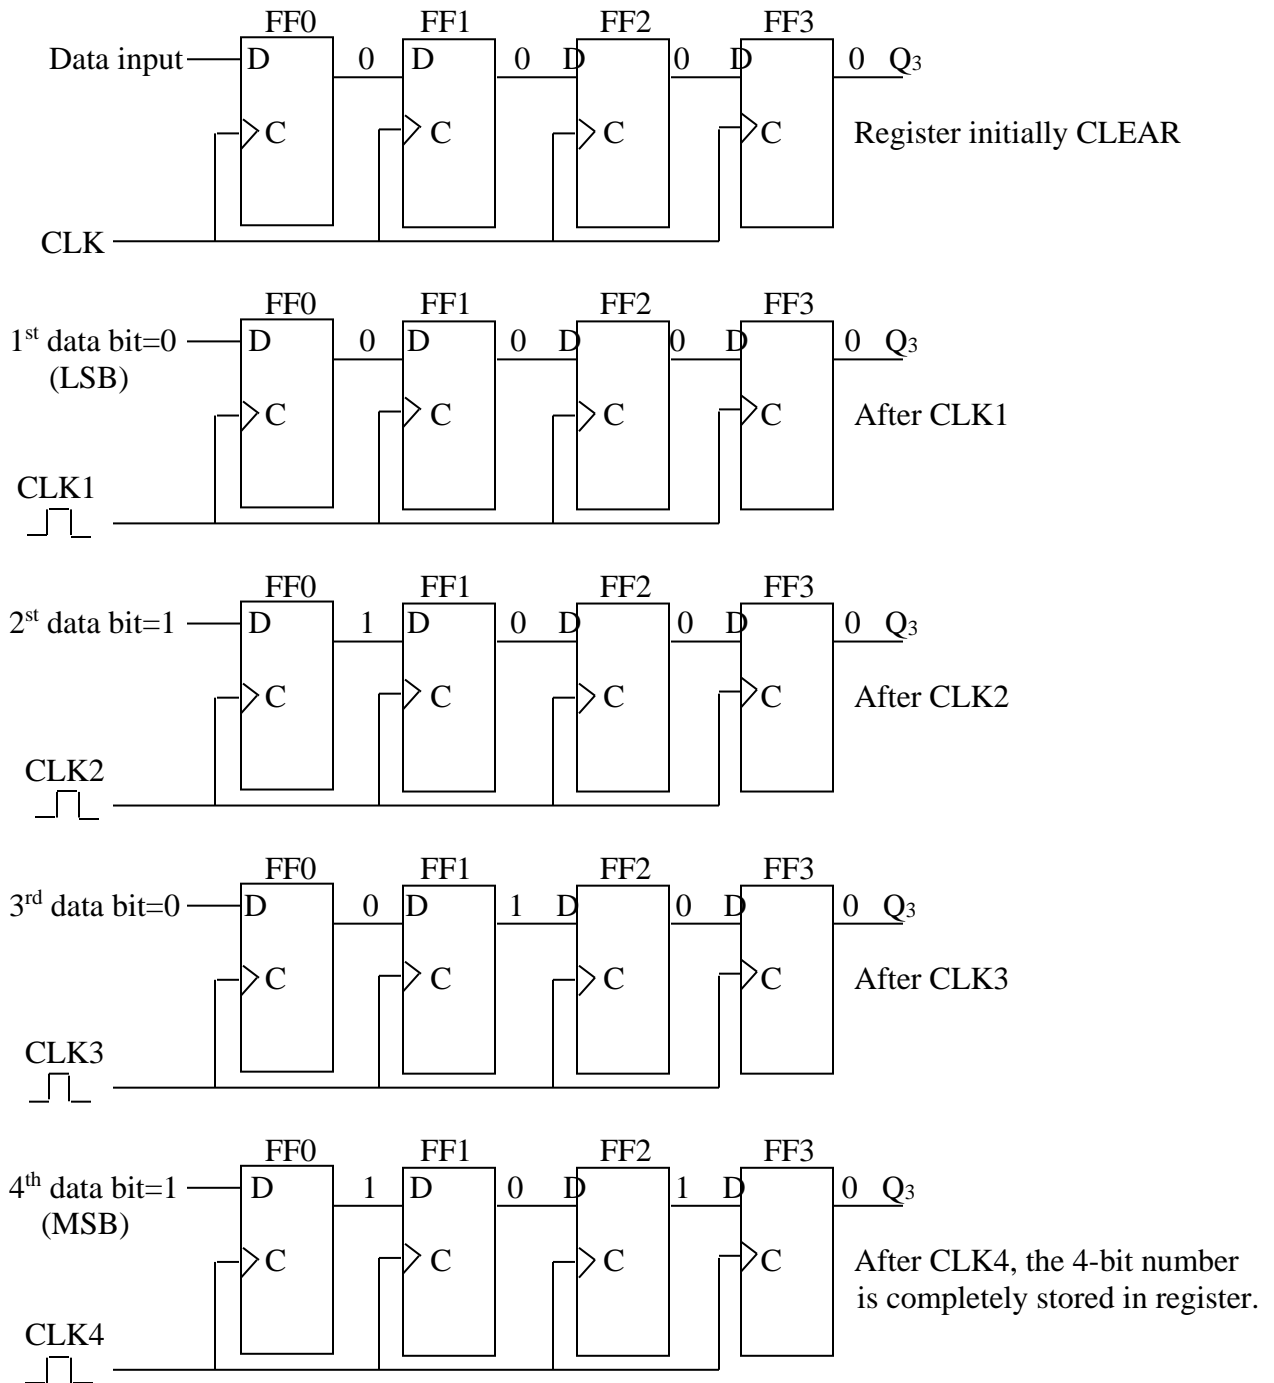 FF0 FF1 FF2 FF3
Data input D 0 D 0 D 0 D 0 Q3
C C C C Register initially CLEAR
CLK
FF0 FF1 FF2 FF3
1st data bit=0 D 0 D 0 D 0 D 0 Q3
(LSB)
C C C C After CLK1
CLK1
FF0 FF1 FF2 FF3
2st data bit=1 D 1 D 0 D 0 D 0 Q3
C C C C After CLK2
CLK2
FF0 FF1 FF2 FF3
3rd data bit=0 D 0 D 1 D 0 D 0 Q3
C C C C After CLK3
CLK3
FF0 FF1 FF2 FF3
4th data bit=1 D 1 D 0 D 1 D 0 Q3
(MSB)
C C C C After CLK4, the 4-bit number
is completely stored in register.
CLK4